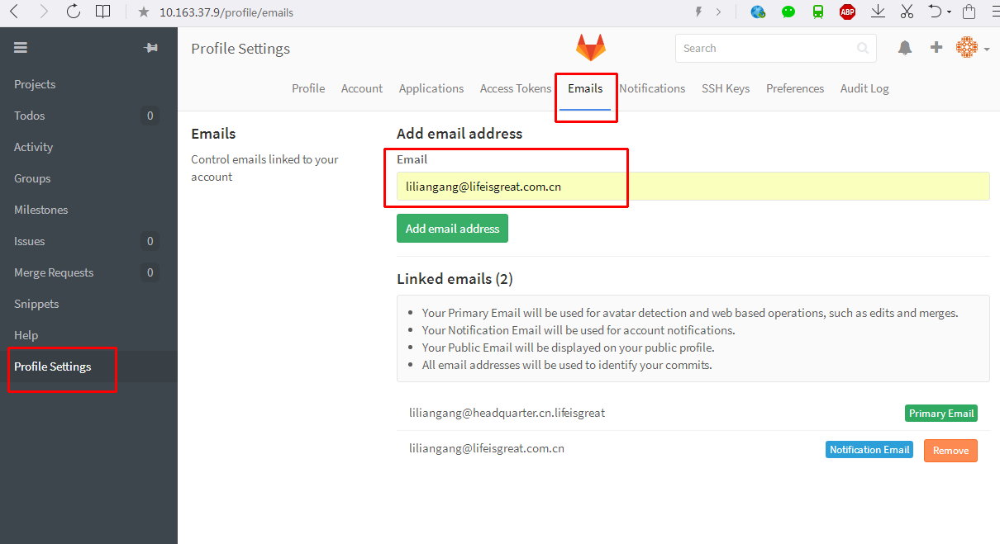 10.163.37.9/profile/emails
ABP
Profile Settings
Search
Projects
Todos 0
Activity
Groups
Milestones
Issues 0
Merge Requests 0
Snippets
Help
Profile Settings
Profile Account Applications Access Tokens Emails Notifications SSH Keys Preferences Audit Log
Emails
Control emails linked to your
account
Add email address
Email
liliangang@lifeisgreat.com.cn
Add email address
Linked emails (2)
Your Primary Email will be used for avatar detection and web based operations, such as edits and merges.
Your Notification Email will be used for account notifications.
Your Public Email will be displayed on your public profile.
All email addresses will be used to identify your commits.
liliangang@headquarter.cn.lifeisgreat Primary Email
liliangang@lifeisgreat.com.cn Notification Email Remove